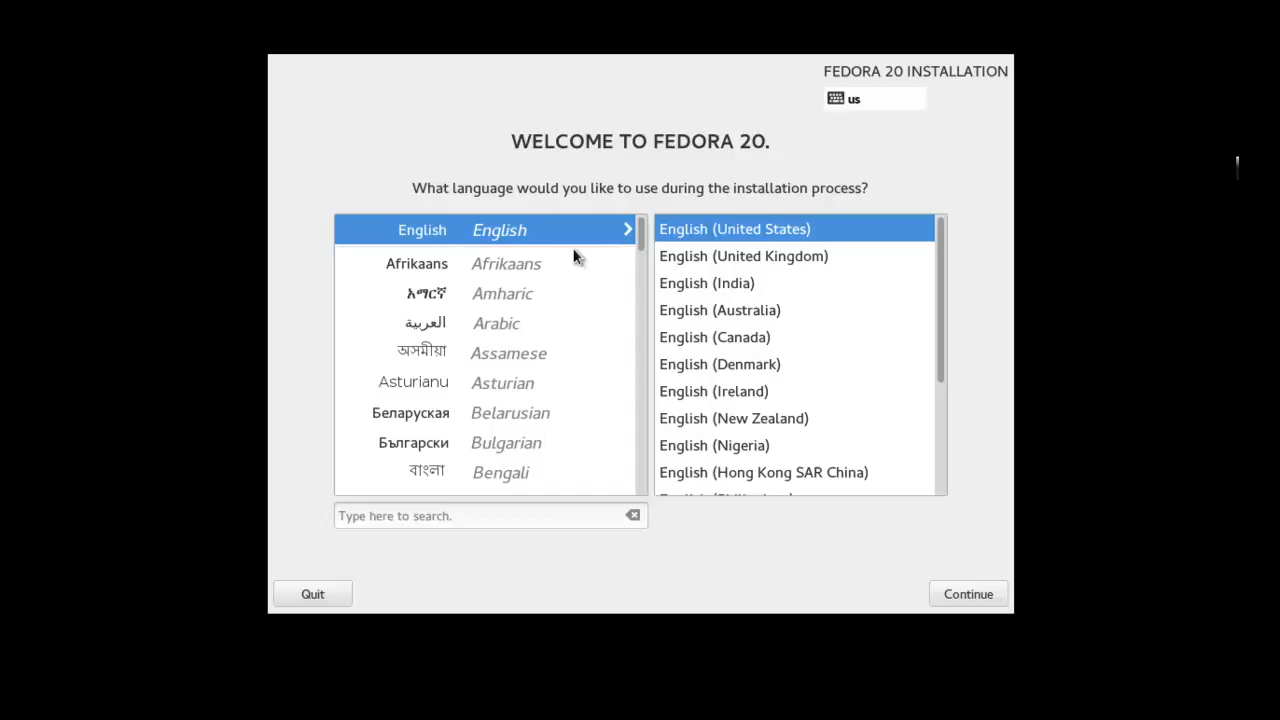 FEDORA 20 INSTALLATION
us
WELCOME TO FEDORA 20.
What language would you like to use during the installation process?
English English
Afrikaans Afrikaans
አማርኛ Amharic
العربية Arabic
অসমীয়া Assamese
Asturianu Asturian
Беларуская Belarusian
Български Bulgarian
বাংলা Bengali
English (United States)
English (United Kingdom)
English (India)
English (Australia)
English (Canada)
English (Denmark)
English (Ireland)
English (New Zealand)
English (Nigeria)
English (Hong Kong SAR China)
Type here to search.
Quit
Continue